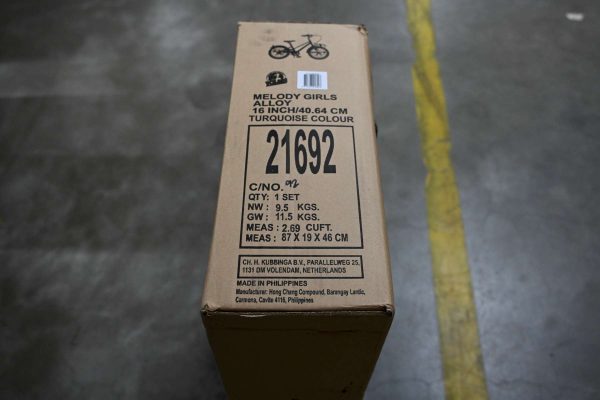 MELODY GIRLS
ALLOY
16 INCH/40.64 CM
TURQUOISE COLOUR
21692
C/NO. 92
QTY: 1 SET
NW : 9.5 KGS.
GW : 11.5 KGS.
MEAS : 2.69 CUFT.
MEAS : 87 X 19 X 46 CM
CH. H. KUBBINGA B.V., PARALLELWEG 25,
1131 DM VOLENDAM, NETHERLANDS
MADE IN PHILIPPINES
Manufacturer: Hong Chang Compound, Barangay Lantic,
Carmona, Cavite 4116, Philippines